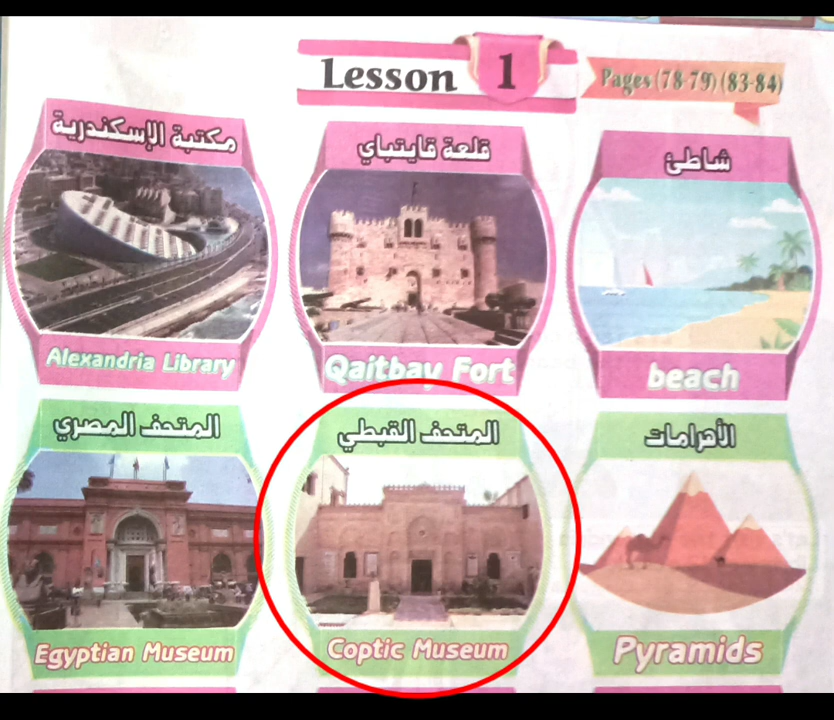 Lesson 1
Pages (78-79) (83-84)
مكتبة الإسكندرية
قلعة قايتباي
شاطئ
Alexandria Library
Qaitbay Fort
beach
المتحف المصري
المتحف القبطي
الأهرامات
Egyptian Museum
Coptic Museum
Pyramids